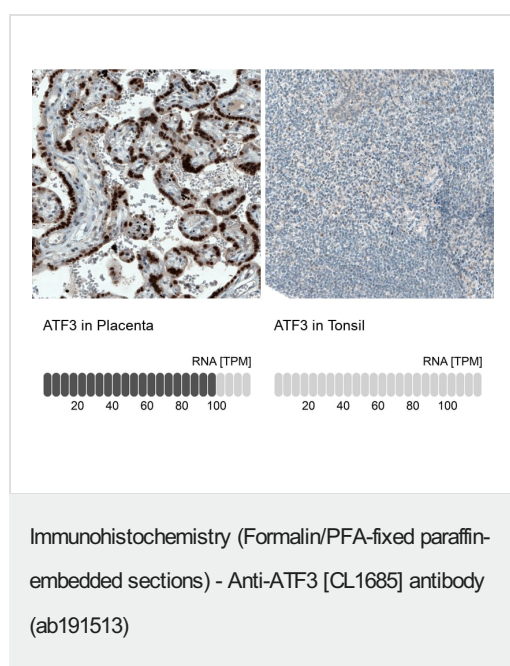 ATF3 in Placenta
ATF3 in Tonsil
RNA [TPM]
20 40 60 80 100
RNA [TPM]
20 40 60 80 100
Immunohistochemistry (Formalin/PFA-fixed paraffin-
embedded sections) - Anti-ATF3 [CL1685] antibody
(ab191513)